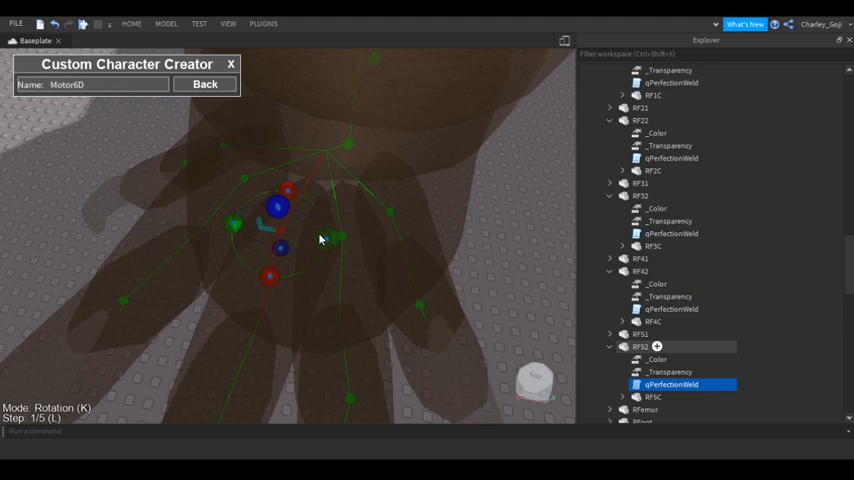 FILE
HOME
MODEL
TEST
VIEW
PLUGINS
What's New
Charley_Goji
Baseplate
Explorer
Filter workspace (Ctrl+Shift+X)
Custom Character Creator
X
Name: Motor6D
Back
_Transparency
qPerfectionWeld
RF1C
RF21
RF22
_Color
_Transparency
qPerfectionWeld
RF2C
RF31
RF32
_Color
_Transparency
qPerfectionWeld
RF3C
RF41
RF42
_Color
_Transparency
qPerfectionWeld
RF4C
RF51
RF52
_Color
_Transparency
qPerfectionWeld
RF5C
RFemur
RFoot
Top
Mode: Rotation (K)
Step: 1/5 (L)
Run a command